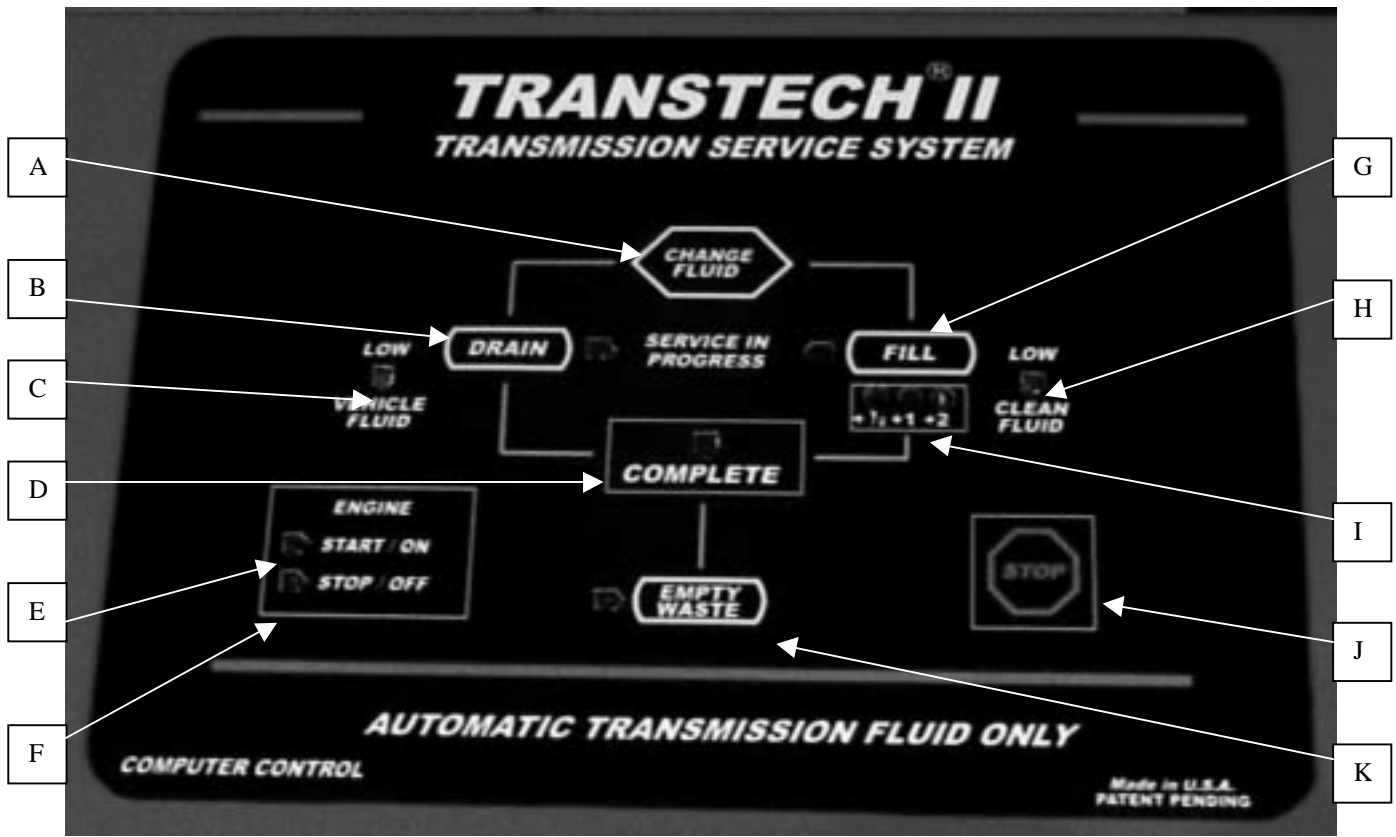 TRANSTECH® II
TRANSMISSION SERVICE SYSTEM
A
G
CHANGE
FLUID
B
H
LOW
DRAIN
SERVICE IN
PROGRESS
FILL
LOW
C
VEHICLE
FLUID
+1 +2
CLEAN
FLUID
D
COMPLETE
I
ENGINE
START / ON
STOP / OFF
STOP
E
EMPTY
WASTE
J
F
AUTOMATIC TRANSMISSION FLUID ONLY
K
COMPUTER CONTROL
Made in U.S.A.
PATENT PENDING